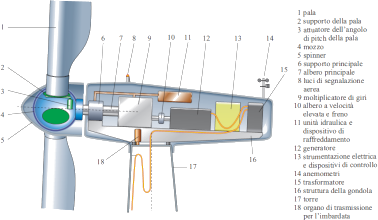 6 7 8 9 10 11 12 13 14
1
15
2
3
4
5
16
18
17
1 pala
2 supporto della pala
3 attuatore dell'angolo
di pitch della pala
4 mozzo
5 spinner
6 supporto principale
7 albero principale
8 luci di segnalazione
aerea
9 moltiplicatore di giri
10 albero a velocità
elevata e freno
11 unità idraulica e
dispositivo di
raffreddamento
12 generatore
13 strumentazione elettrica
e dispositivi di controllo
14 anemometri
15 trasformatore
16 struttura della gondola
17 torre
18 organo di trasmissione
per l'imbardata